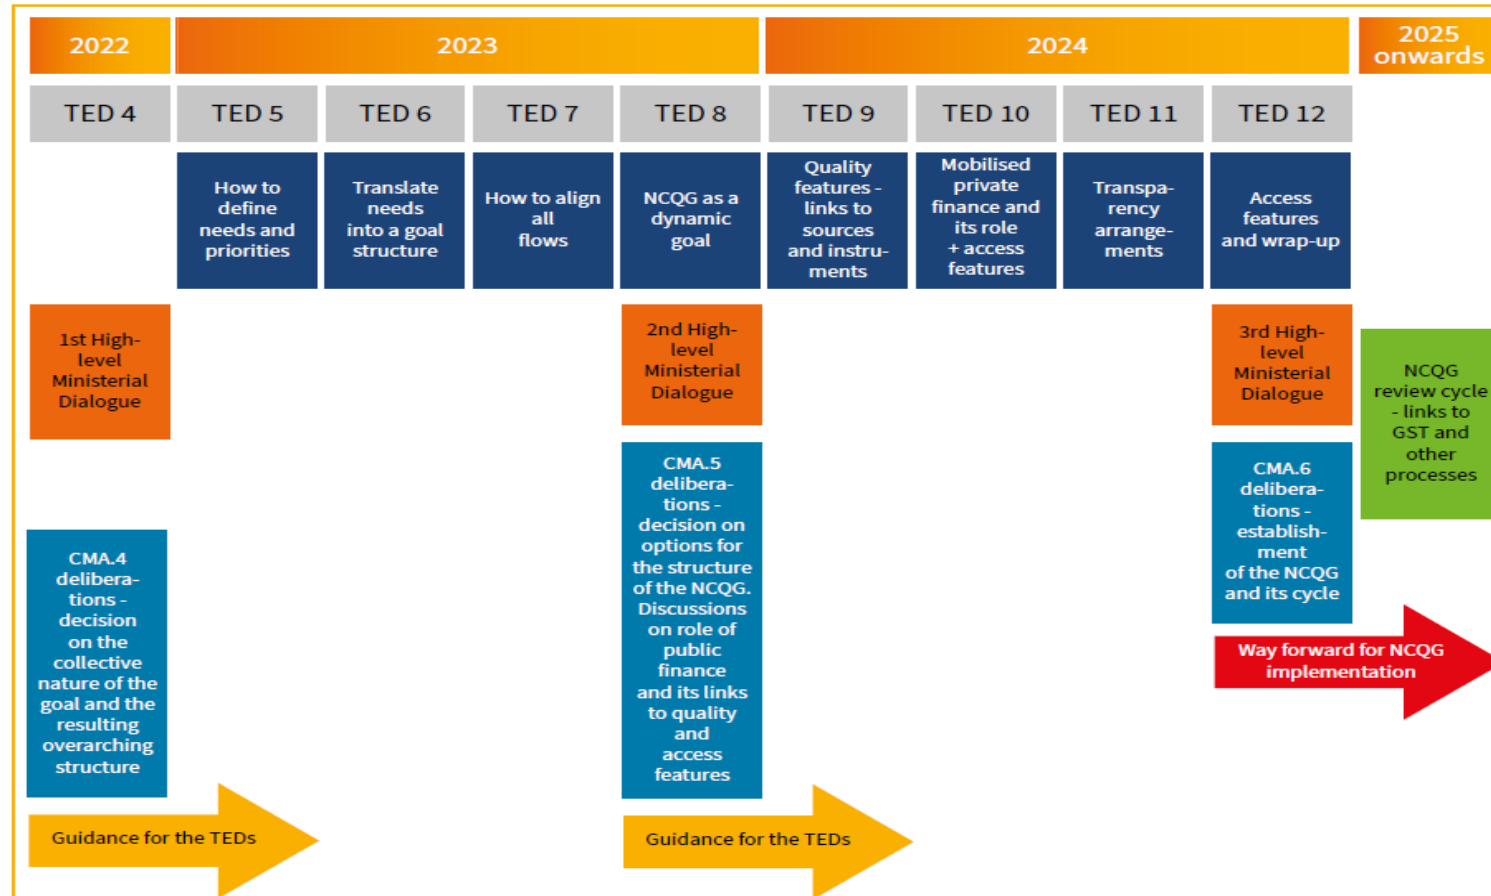 2022
2023
2024
2025
onwards
TED 4
TED 5
TED 6
TED 7
TED 8
TED 9
TED 10
TED 11
TED 12
How to
define
needs and
priorities
Translate
needs
into a goal
structure
How to align
all
flows
NCQG as a
dynamic
goal
Quality
features -
links to
sources
and instru-
ments
Mobilised
private
finance and
its role
+ access
features
Transpa-
rency
arrange-
ments
Access
features
and wrap-up
1st High-
level
Ministerial
Dialogue
2nd High-
level
Ministerial
Dialogue
3rd High-
level
Ministerial
Dialogue
NCQG
review cycle
- links to
GST and
other
processes
CMA.4
delibera-
tions -
decision
on the
collective
nature of the
goal and the
resulting
overarching
structure
CMA.5
delibera-
tions -
decision on
options for
the structure
of the NCQG.
Discussions
on role of
public
finance
and its links
to quality
and
access
features
CMA.6
delibera-
tions -
establish-
ment
of the NCQG
and its cycle
Way forward for NCQG
implementation
Guidance for the TEDs
Guidance for the TEDs